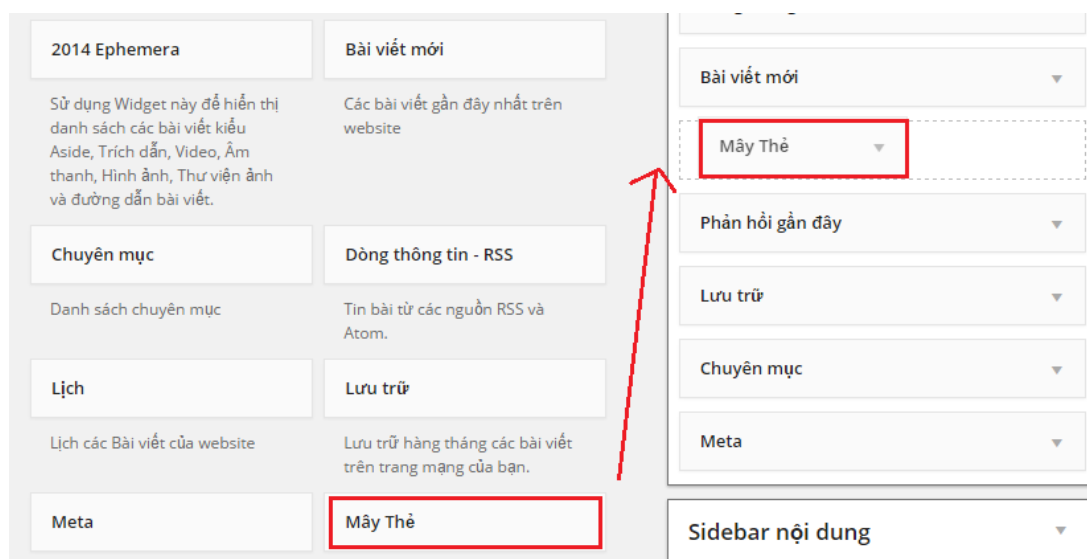 2014 Ephemera
Bài viết mới
Sử dụng Widget này để hiển thị
danh sách các bài viết kiểu
Aside, Trích dẫn, Video, Âm
thanh, Hình ảnh, Thư viện ảnh
và đường dẫn bài viết.
Các bài viết gần đây nhất trên
website
Chuyên mục
Dòng thông tin - RSS
Danh sách chuyên mục
Tin bài từ các nguồn RSS và
Atom.
Lịch
Lưu trữ
Lịch các Bài viết của website
Lưu trữ hàng tháng các bài viết
trên trang mạng của bạn.
Meta
Mây Thẻ
Bài viết mới
Mây Thẻ
Phản hồi gần đây
Lưu trữ
Chuyên mục
Meta
Sidebar nội dung